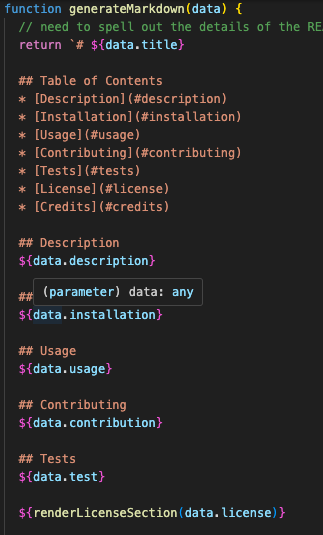 function generateMarkdown(data) {
// need to spell out the details of the RE
return `# ${data.title}
## Table of Contents
* [Description](#description)
* [Installation](#installation)
* [Usage](#usage)
* [Contributing](#contributing)
* [Tests](#tests)
* [License](#license)
* [Credits](#credits)
## Description
${data.description}
##
(parameter) data: any
${data.installation}
## Usage
${data.usage}
## Contributing
${data.contribution}
## Tests
${data.test}
${renderLicenseSection(data.license)}